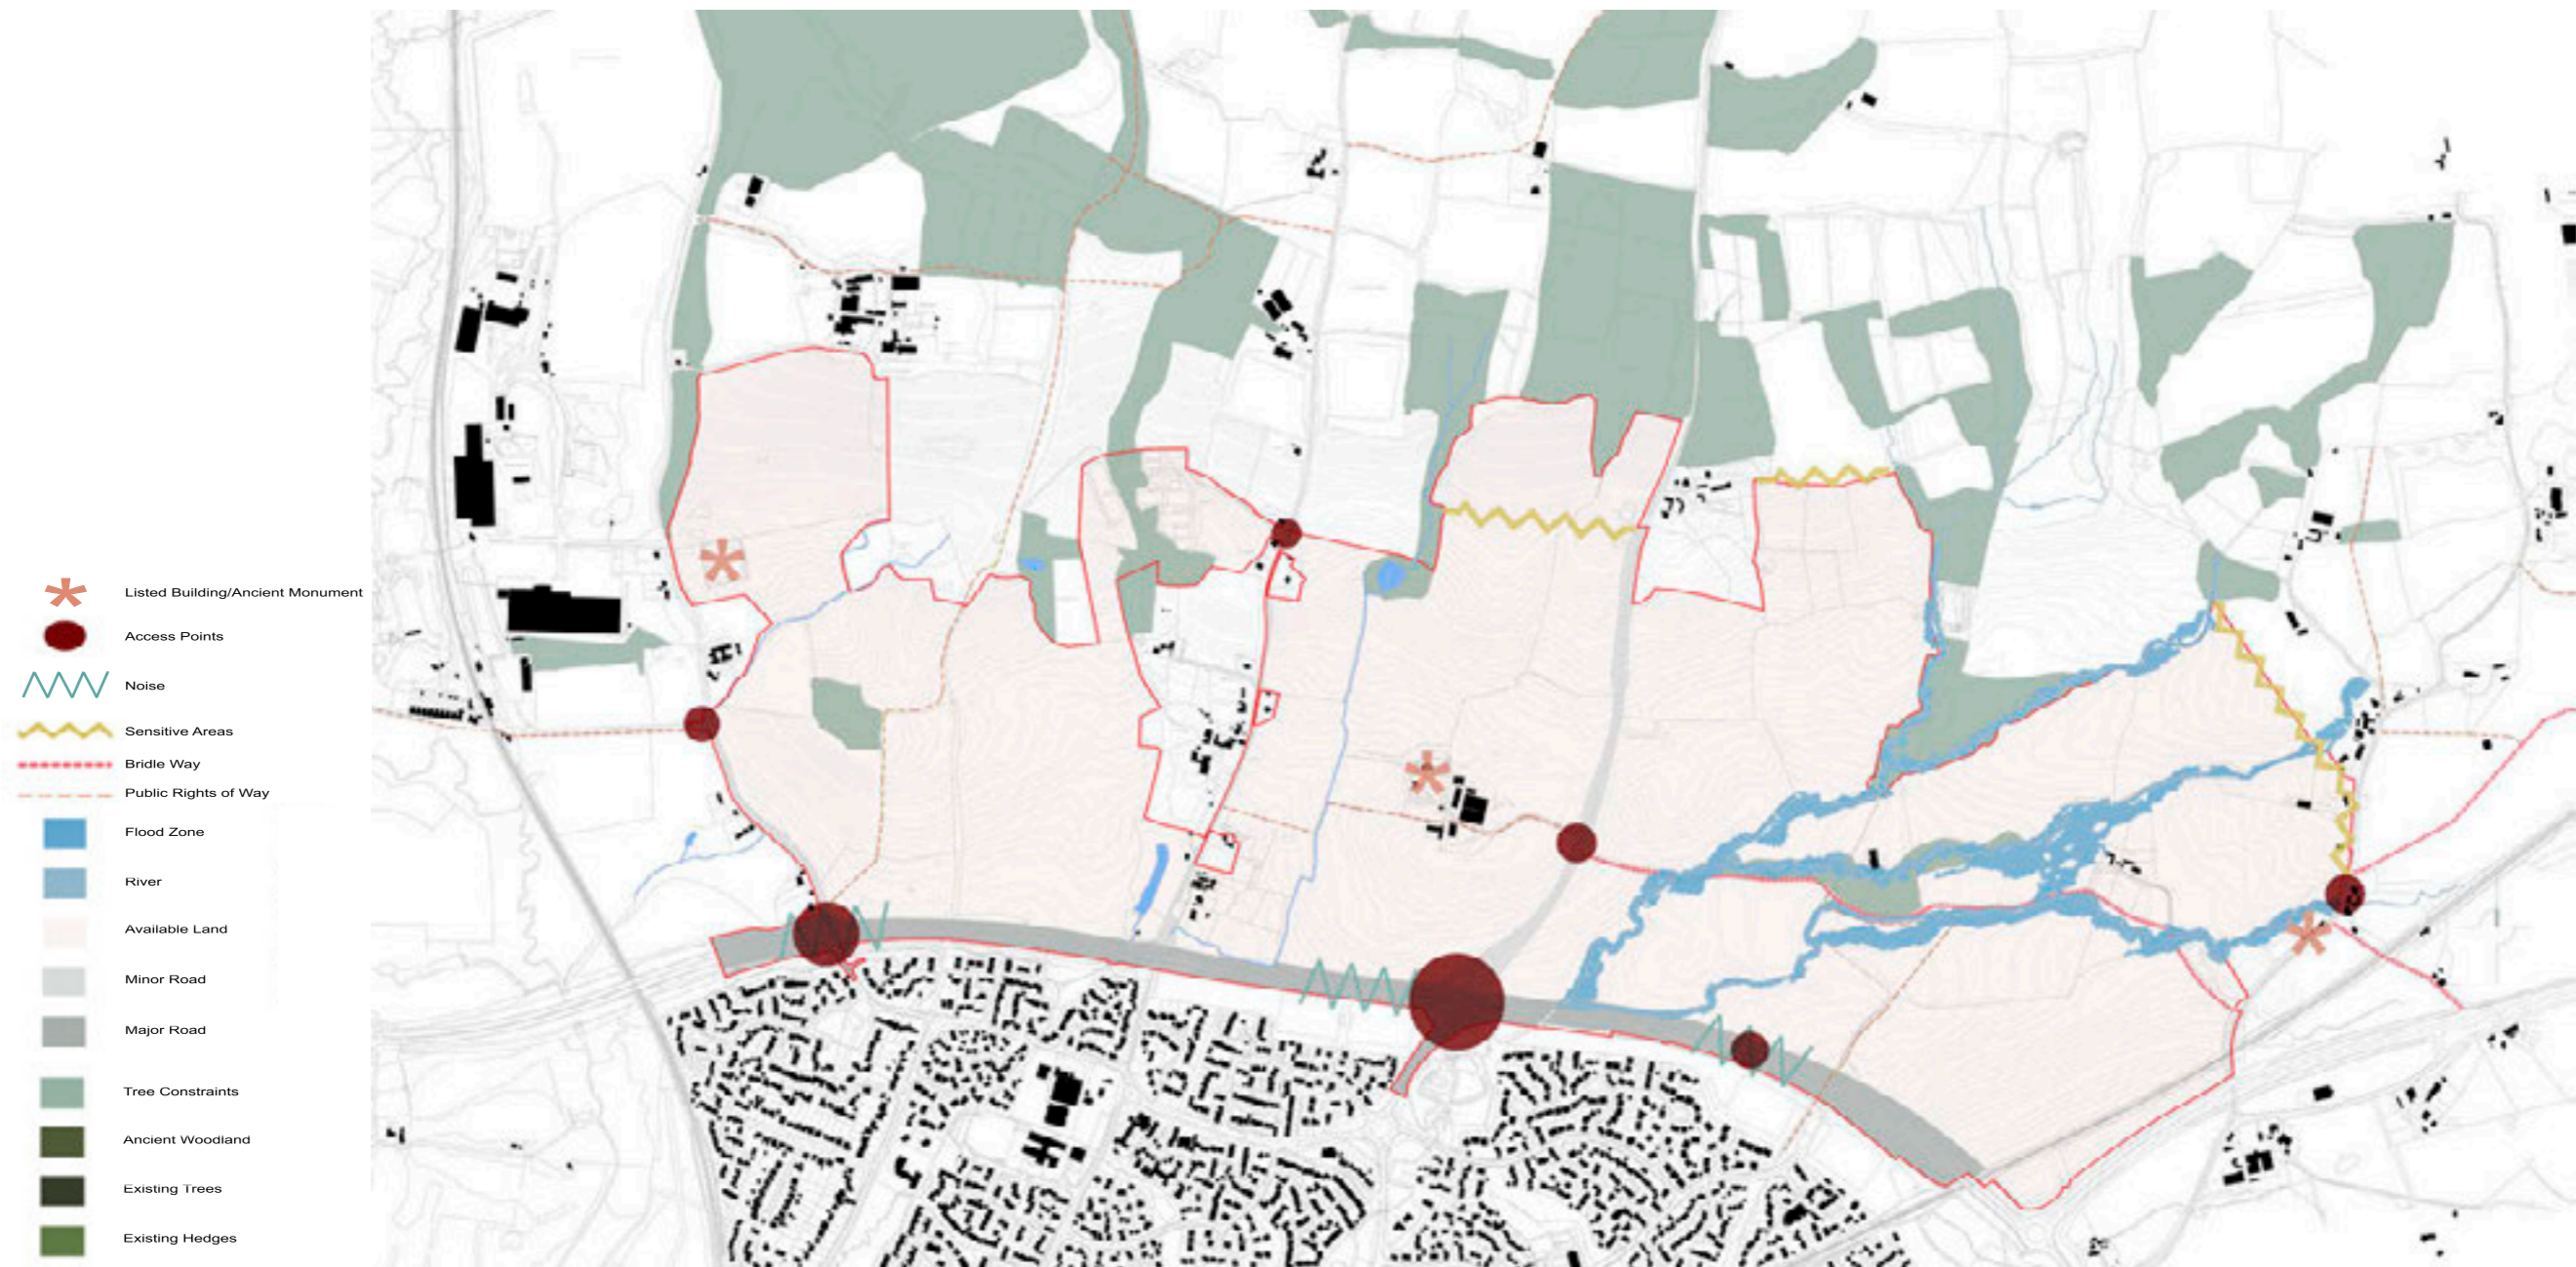 Listed Building/Ancient Monument
Access Points
Noise
Sensitive Areas
Bridle Way
Public Rights of Way
Flood Zone
River
Available Land
Minor Road
Major Road
Tree Constraints
Ancient Woodland
Existing Trees
Existing Hedges